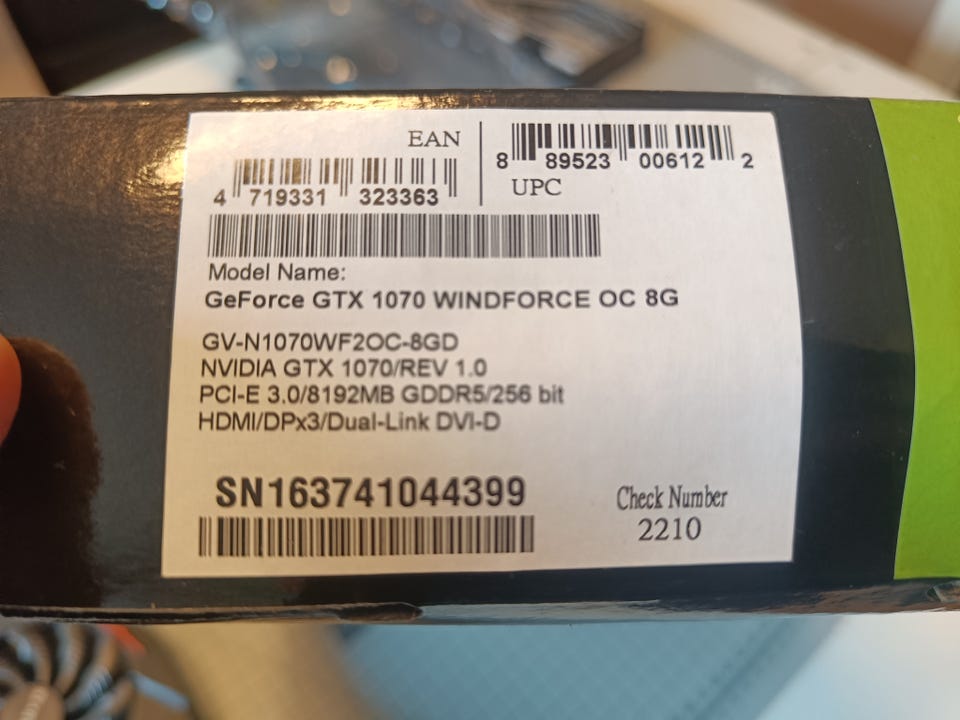 EAN
4 719331 323363
8 89523 00612 2
UPC
Model Name:
GeForce GTX 1070 WINDFORCE OC 8G
GV-N1070WF2OC-8GD
NVIDIA GTX 1070/REV 1.0
PCI-E 3.0/8192MB GDDR5/256 bit
HDMI/DPx3/Dual-Link DVI-D
SN163741044399
Check Number
2210